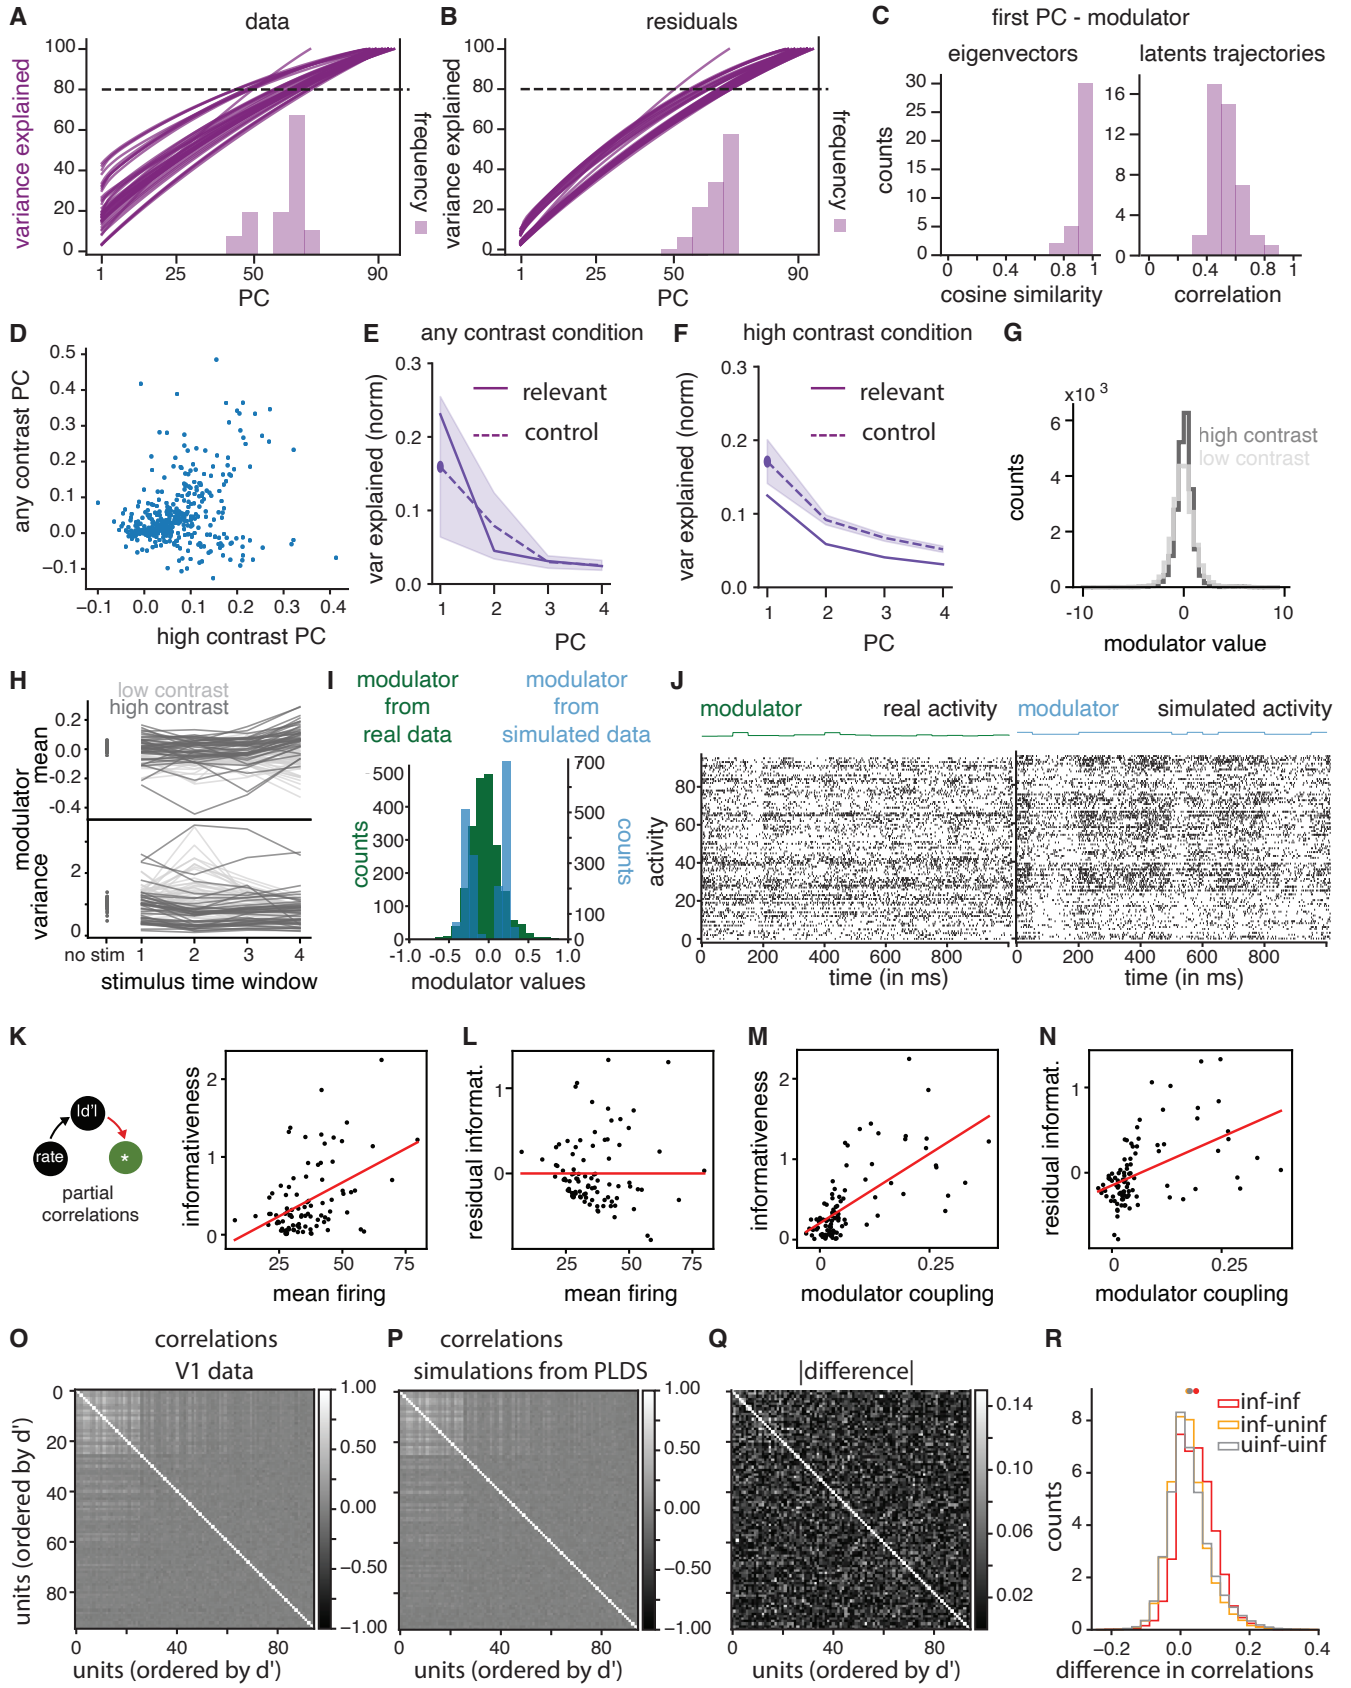 A
data
variance explained
100
80
60
40
20
0
1
25
50
90
PC
frequency
B
residuals
variance explained
100
80
60
40
20
0
1
25
50
90
PC
frequency
C
first PC - modulator
eigenvectors
latents trajectories
counts
30
25
20
15
10
5
0
0
0.4
0.8
1
cosine similarity
16
12
8
4
0
0
0.4
0.8
1
correlation
D
any contrast PC
0.5
0.4
0.3
0.2
0.1
0.0
−0.1
−0.1
0.0
0.1
0.2
0.3
0.4
high contrast PC
E
any contrast condition
var explained (norm)
0.3
0.2
0.1
0.0
relevant
control
1
2
3
4
PC
F
high contrast condition
var explained (norm)
0.3
0.2
0.1
0.0
relevant
control
1
2
3
4
PC
G
x10 3
counts
6
4
2
0
high contrast
low contrast
-10
0
10
modulator value
H
low contrast
high contrast
modulator
mean
variance
0.2
0.0
-0.2
-0.4
2
0
no stim
1
2
3
4
stimulus time window
I
modulator
from
real data
modulator
from
simulated data
counts
500
400
300
200
100
0
700
500
300
100
0
counts
-1.0
-0.5
0.0
0.5
1.0
modulator values
J
modulator
real activity
modulator
simulated activity
activity
80
60
40
20
0
0
200
400
600
800
time (in ms)
0
200
400
600
800
time (in ms)
K
|d'|
rate
*
partial
correlations
informativeness
2
1
0
25
50
75
mean firing
L
residual informat.
1
0
25
50
75
mean firing
M
informativeness
2
1
0
0
0.25
modulator coupling
N
residual informat.
1
0
0
0.25
modulator coupling
O
correlations
V1 data
units (ordered by d')
0
20
40
60
80
0
40
80
units (ordered by d')
1.00
0.50
0.00
−0.50
−1.00
P
correlations
simulations from PLDS
0
40
80
units (ordered by d')
1.00
0.50
0.00
−0.50
−1.00
Q
|difference|
0
40
80
units (ordered by d')
0.14
0.10
0.06
0.02
R
inf-inf
inf-uninf
uinf-uinf
counts
8
6
4
2
0
−0.2
0.0
0.2
0.4
difference in correlations